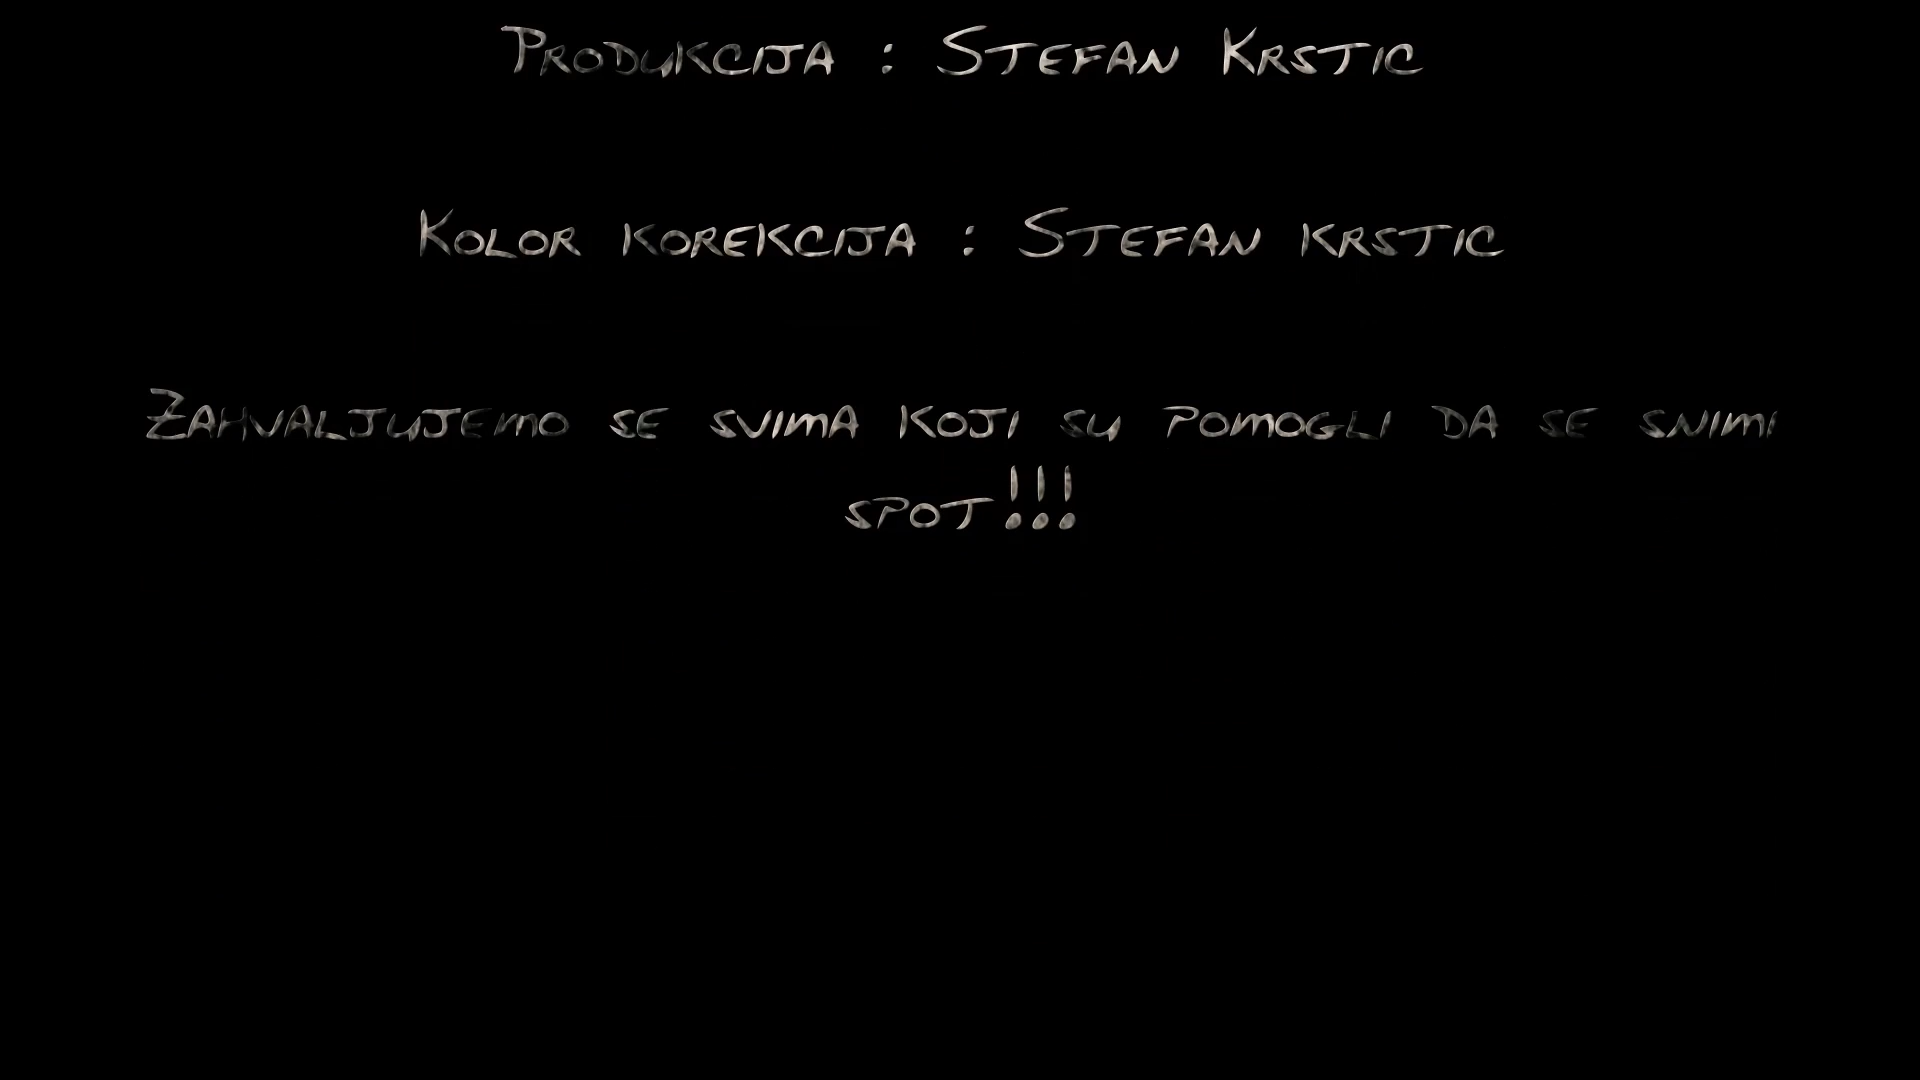 Produkcija : Stefan Krstic
Kolor korekcija : Stefan krstic
Zahvaljujemo se svima koji su pomogli da se snimi
spot!!!